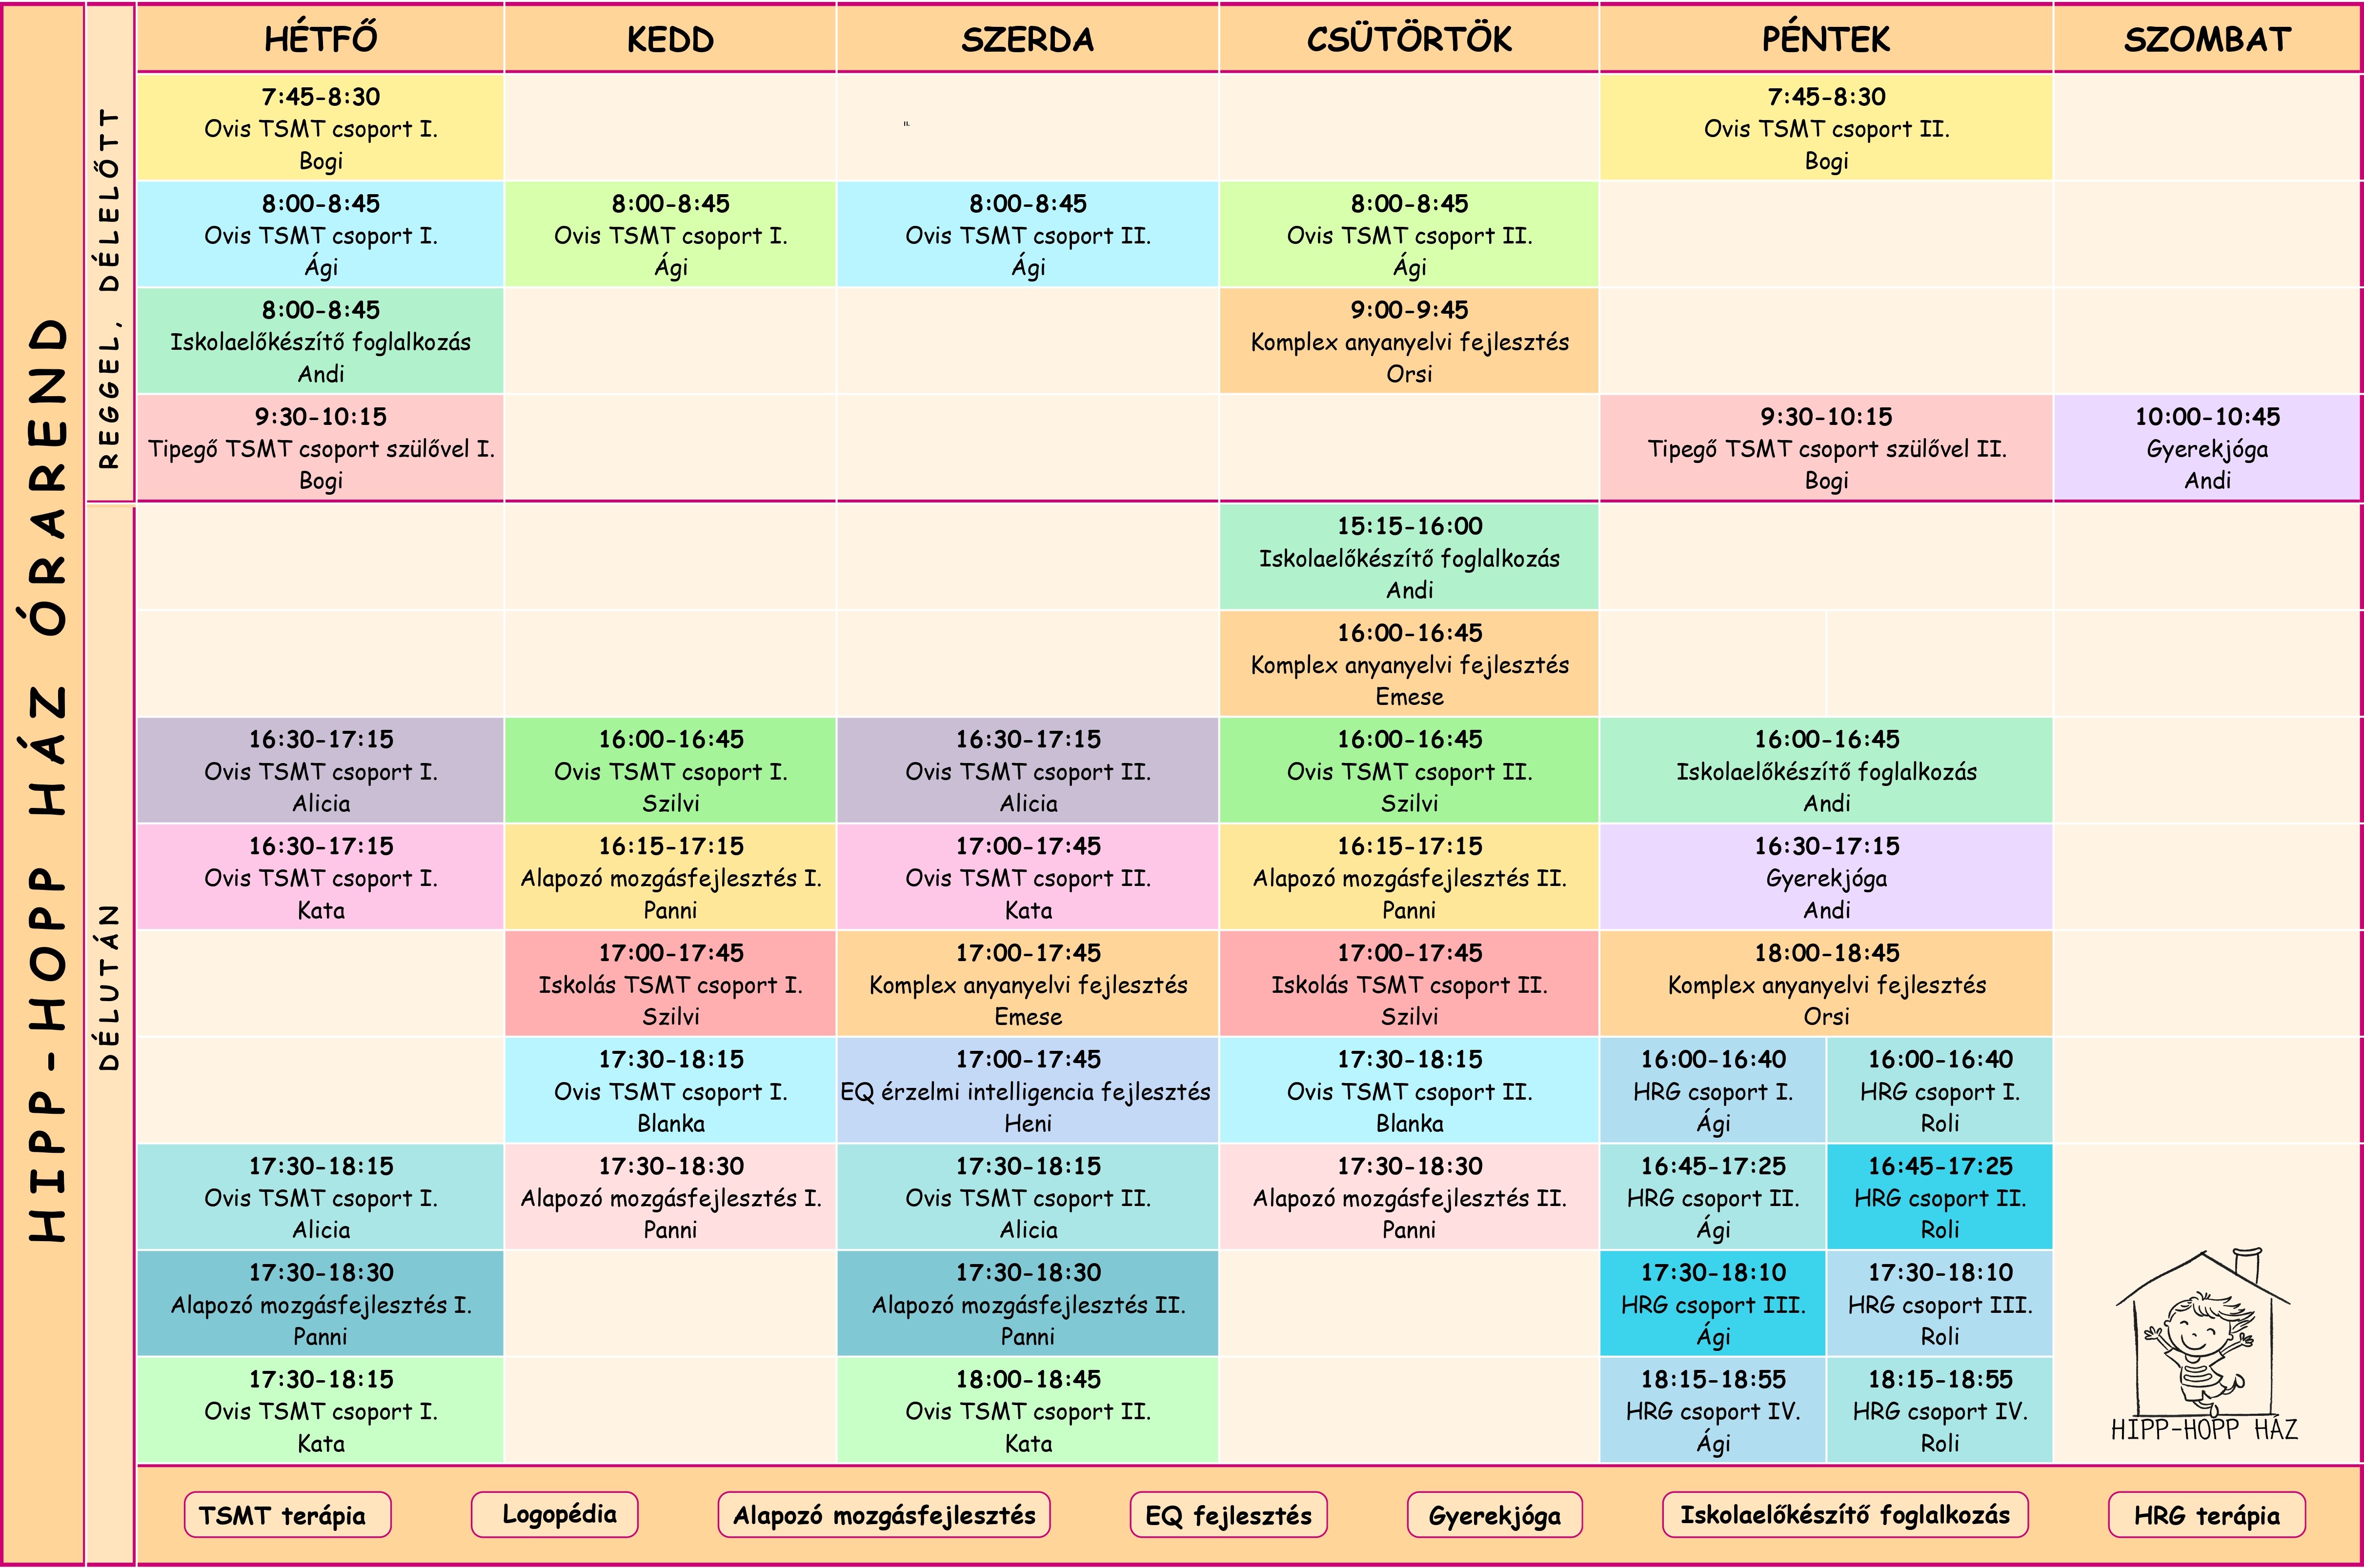 HIPP-HOPP HÁZ ÓRAREND
REGGEL, DÉLELŐTT
DÉLUTÁN
HÉTFŐ KEDD SZERDA CSÜTÖRTÖK PÉNTEK SZOMBAT
7:45-8:30 II. 7:45-8:30
Ovis TSMT csoport I. Ovis TSMT csoport II.
Bogi Bogi
8:00-8:45 8:00-8:45 8:00-8:45 8:00-8:45
Ovis TSMT csoport I. Ovis TSMT csoport I. Ovis TSMT csoport II. Ovis TSMT csoport II.
Ági Ági Ági Ági
8:00-8:45 9:00-9:45
Iskolaelőkészítő foglalkozás Komplex anyanyelvi fejlesztés
Andi Orsi
9:30-10:15 9:30-10:15 10:00-10:45
Tipegő TSMT csoport szülővel I. Tipegő TSMT csoport szülővel II. Gyerekjóga
Bogi Bogi Andi
15:15-16:00
Iskolaelőkészítő foglalkozás
Andi
16:00-16:45
Komplex anyanyelvi fejlesztés
Emese
16:30-17:15 16:00-16:45 16:30-17:15 16:00-16:45 16:00-16:45
Ovis TSMT csoport I. Ovis TSMT csoport I. Ovis TSMT csoport II. Ovis TSMT csoport II. Iskolaelőkészítő foglalkozás
Alicia Szilvi Alicia Szilvi Andi
16:30-17:15 16:15-17:15 17:00-17:45 16:15-17:15 16:30-17:15
Ovis TSMT csoport I. Alapozó mozgásfejlesztés I. Ovis TSMT csoport II. Alapozó mozgásfejlesztés II. Gyerekjóga
Kata Panni Kata Panni Andi
17:00-17:45 17:00-17:45 17:00-17:45 18:00-18:45
Iskolás TSMT csoport I. Komplex anyanyelvi fejlesztés Iskolás TSMT csoport II. Komplex anyanyelvi fejlesztés
Szilvi Emese Szilvi Orsi
17:30-18:15 17:00-17:45 17:30-18:15 16:00-16:40 16:00-16:40
Ovis TSMT csoport I. EQ érzelmi intelligencia fejlesztés Ovis TSMT csoport II. HRG csoport I. HRG csoport I.
Blanka Heni Blanka Ági Roli
17:30-18:15 17:30-18:30 17:30-18:15 17:30-18:30 16:45-17:25 16:45-17:25
Ovis TSMT csoport I. Alapozó mozgásfejlesztés I. Ovis TSMT csoport II. Alapozó mozgásfejlesztés II. HRG csoport II. HRG csoport II.
Alicia Panni Alicia Panni Ági Roli
17:30-18:30 17:30-18:30 17:30-18:10 17:30-18:10
Alapozó mozgásfejlesztés I. Alapozó mozgásfejlesztés II. HRG csoport III. HRG csoport III.
Panni Panni Ági Roli
17:30-18:15 18:00-18:45 18:15-18:55 18:15-18:55
Ovis TSMT csoport I. Ovis TSMT csoport II. HRG csoport IV. HRG csoport IV.
Kata Kata Ági Roli
HIPP-HOPP HÁZ
TSMT terápia Logopédia Alapozó mozgásfejlesztés EQ fejlesztés Gyerekjóga Iskolaelőkészítő foglalkozás HRG terápia